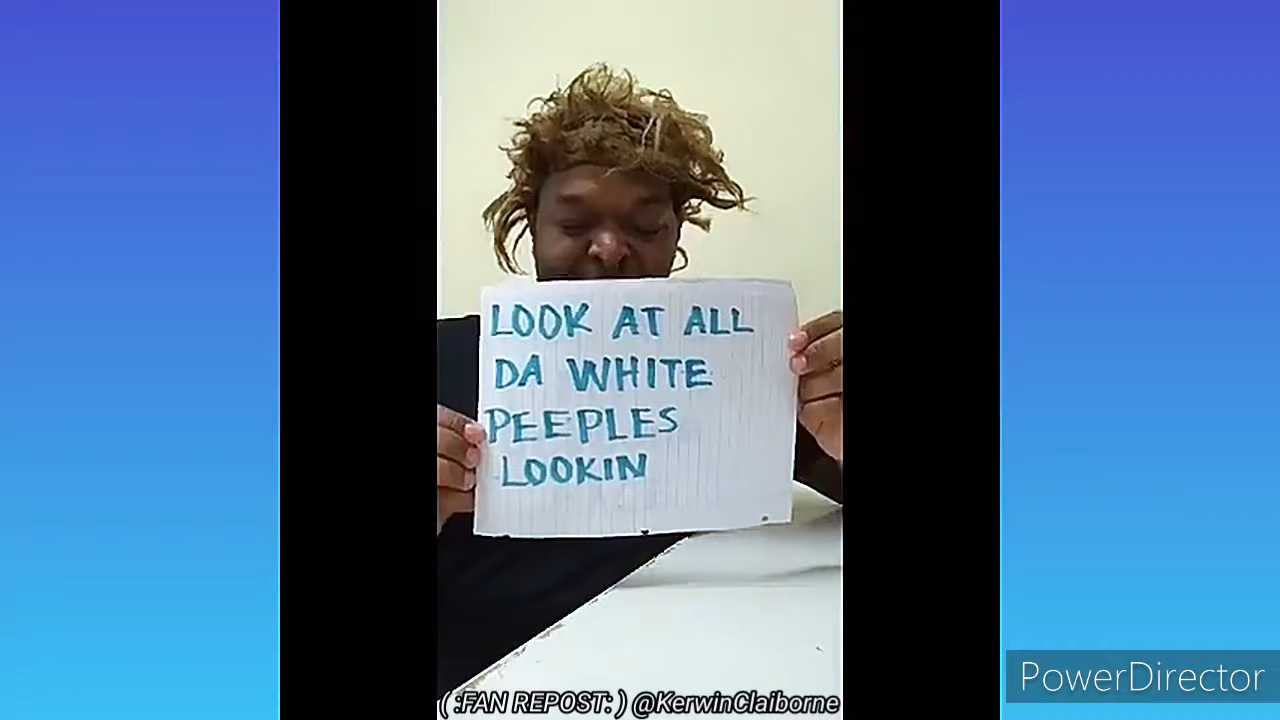 LOOK AT ALL
DA WHITE
PEEPLES
LOOKIN
PowerDirector
( :FAN REPOST: ) @KerwinClaiborne